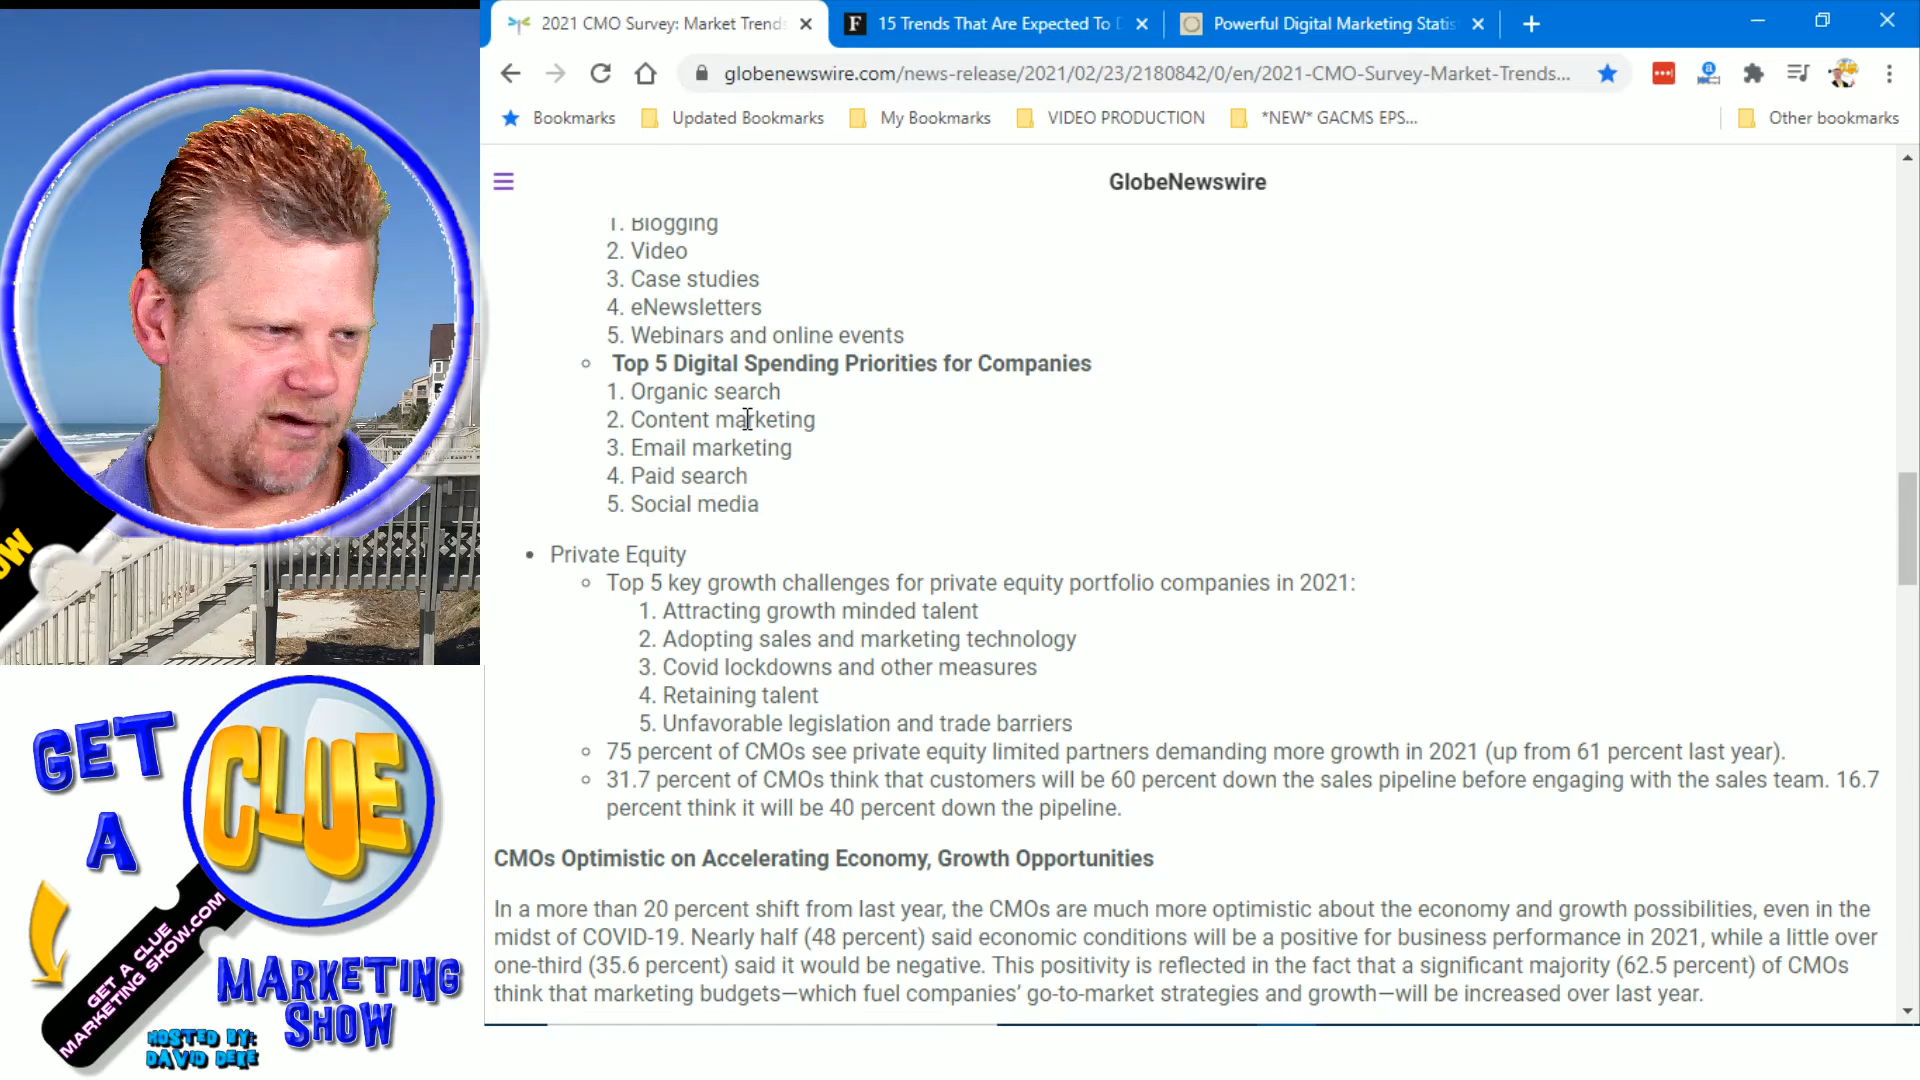 2021 CMO Survey: Market Trends
15 Trends That Are Expected To D
Powerful Digital Marketing Statis
globenewswire.com/news-release/2021/02/23/2180842/0/en/2021-CMO-Survey-Market-Trends...
Bookmarks
Updated Bookmarks
My Bookmarks
VIDEO PRODUCTION
*NEW* GACMS EPS...
Other bookmarks
GlobeNewswire
1. Blogging
2. Video
3. Case studies
4. eNewsletters
5. Webinars and online events
Top 5 Digital Spending Priorities for Companies
1. Organic search
2. Content marketing
3. Email marketing
4. Paid search
5. Social media
Private Equity
Top 5 key growth challenges for private equity portfolio companies in 2021:
1. Attracting growth minded talent
2. Adopting sales and marketing technology
3. Covid lockdowns and other measures
4. Retaining talent
5. Unfavorable legislation and trade barriers
75 percent of CMOs see private equity limited partners demanding more growth in 2021 (up from 61 percent last year).
31.7 percent of CMOs think that customers will be 60 percent down the sales pipeline before engaging with the sales team. 16.7
percent think it will be 40 percent down the pipeline.
CMOs Optimistic on Accelerating Economy, Growth Opportunities
In a more than 20 percent shift from last year, the CMOs are much more optimistic about the economy and growth possibilities, even in the
midst of COVID-19. Nearly half (48 percent) said economic conditions will be a positive for business performance in 2021, while a little over
one-third (35.6 percent) said it would be negative. This positivity is reflected in the fact that a significant majority (62.5 percent) of CMOs
think that marketing budgets—which fuel companies' go-to-market strategies and growth—will be increased over last year.
OW
GET
A
CLUE
MARKETING
SHOW
GET A CLUE
MARKETING SHOW.COM
HOSTED BY:
DAVID DEKE